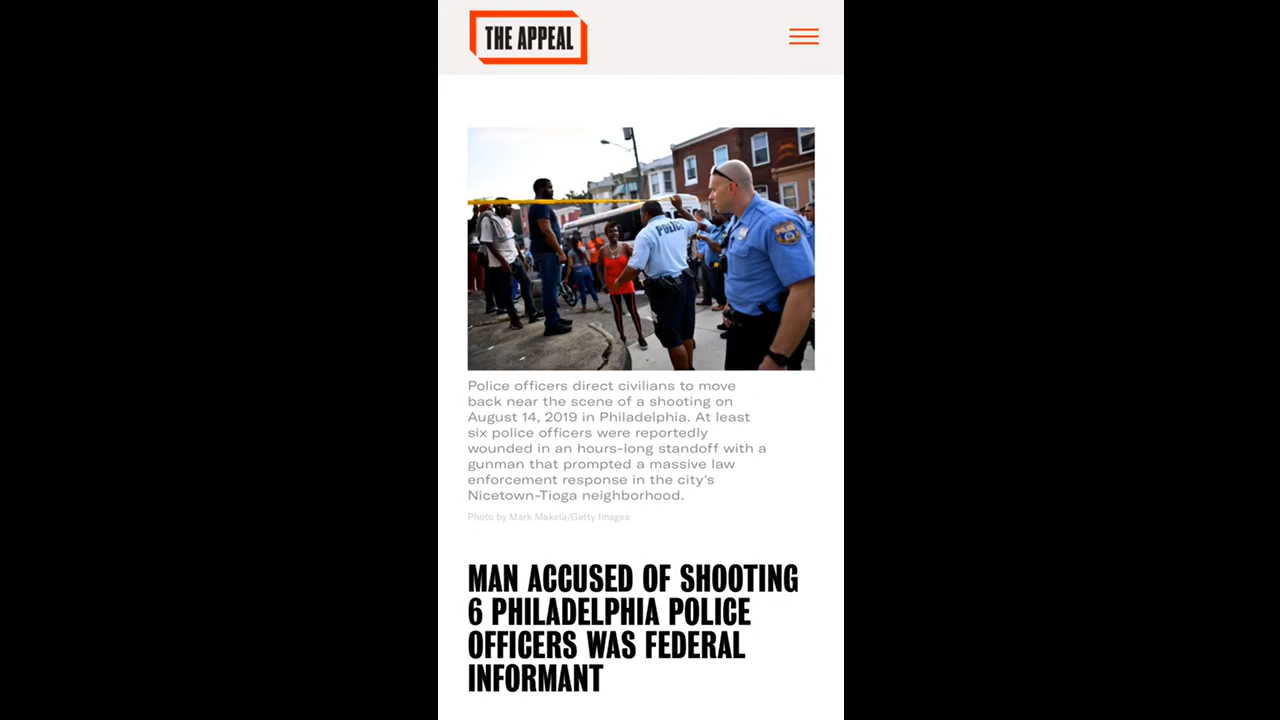 THE APPEAL
POLICE
POLICE
Police officers direct civilians to move
back near the scene of a shooting on
August 14, 2019 in Philadelphia. At least
six police officers were reportedly
wounded in an hours-long standoff with a
gunman that prompted a massive law
enforcement response in the city's
Nicetown-Tioga neighborhood.
Photo by Mark Makela/Getty Images
MAN ACCUSED OF SHOOTING
6 PHILADELPHIA POLICE
OFFICERS WAS FEDERAL
INFORMANT